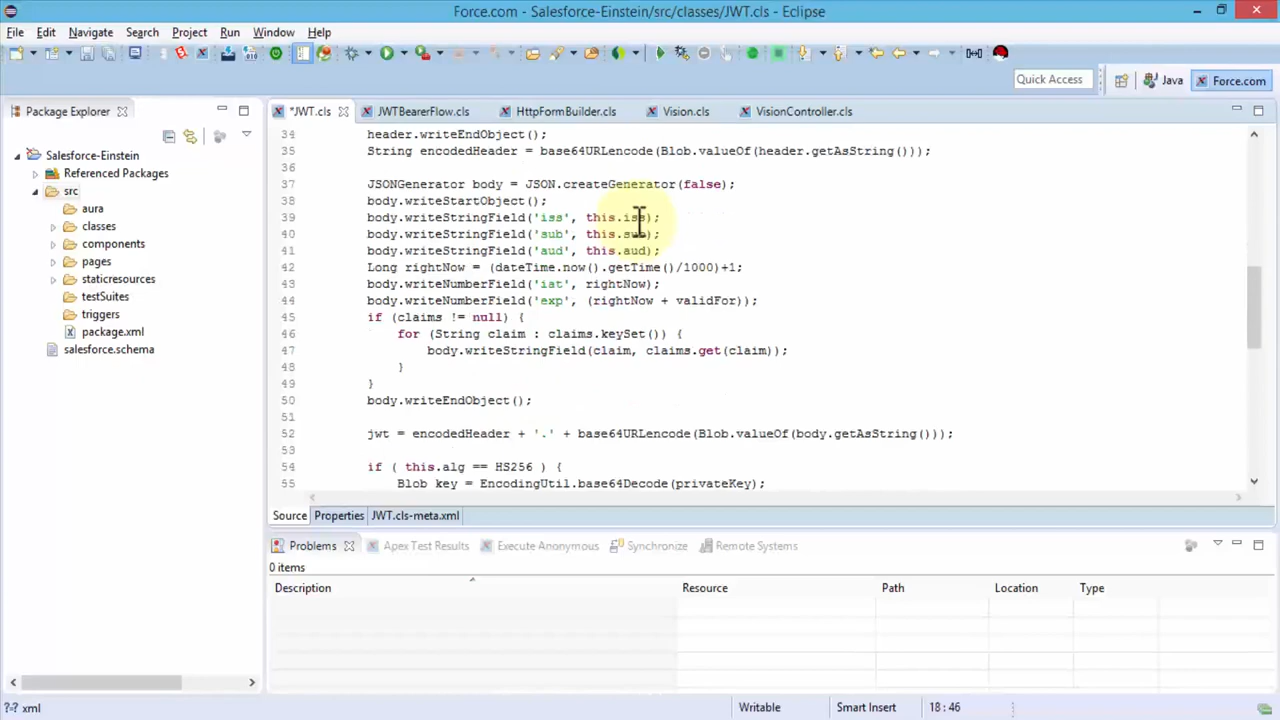 Force.com - Salesforce-Einstein/src/classes/JWT.cls - Eclipse
File Edit Navigate Search Project Run Window Help
Quick Access Java Force.com
Package Explorer
Salesforce-Einstein
Referenced Packages
src
aura
classes
components
pages
staticresources
testSuites
triggers
package.xml
salesforce.schema
*JWT.cls JWTBearerFlow.cls HttpFormBuilder.cls Vision.cls VisionController.cls
34 header.writeEndObject();
35 String encodedHeader = base64URLencode(Blob.valueOf(header.getAsString()));
36
37 JSONGenerator body = JSON.createGenerator(false);
38 body.writeStartObject();
39 body.writeStringField('iss', this.iss);
40 body.writeStringField('sub', this.sub);
41 body.writeStringField('aud', this.aud);
42 Long rightNow = (dateTime.now().getTime()/1000)+1;
43 body.writeNumberField('iat', rightNow);
44 body.writeNumberField('exp', (rightNow + validFor));
45 if (claims != null) {
46 for (String claim : claims.keySet()) {
47 body.writeStringField(claim, claims.get(claim));
48 }
49 }
50 body.writeEndObject();
51
52 jwt = encodedHeader + '.' + base64URLencode(Blob.valueOf(body.getAsString()));
53
54 if ( this.alg == HS256 ) {
55 Blob key = EncodingUtil.base64Decode(privateKey);
Source Properties JWT.cls-meta.xml
Problems Apex Test Results Execute Anonymous Synchronize Remote Systems
0 items
Description Resource Path Location Type
xml Writable Smart Insert 18 : 46